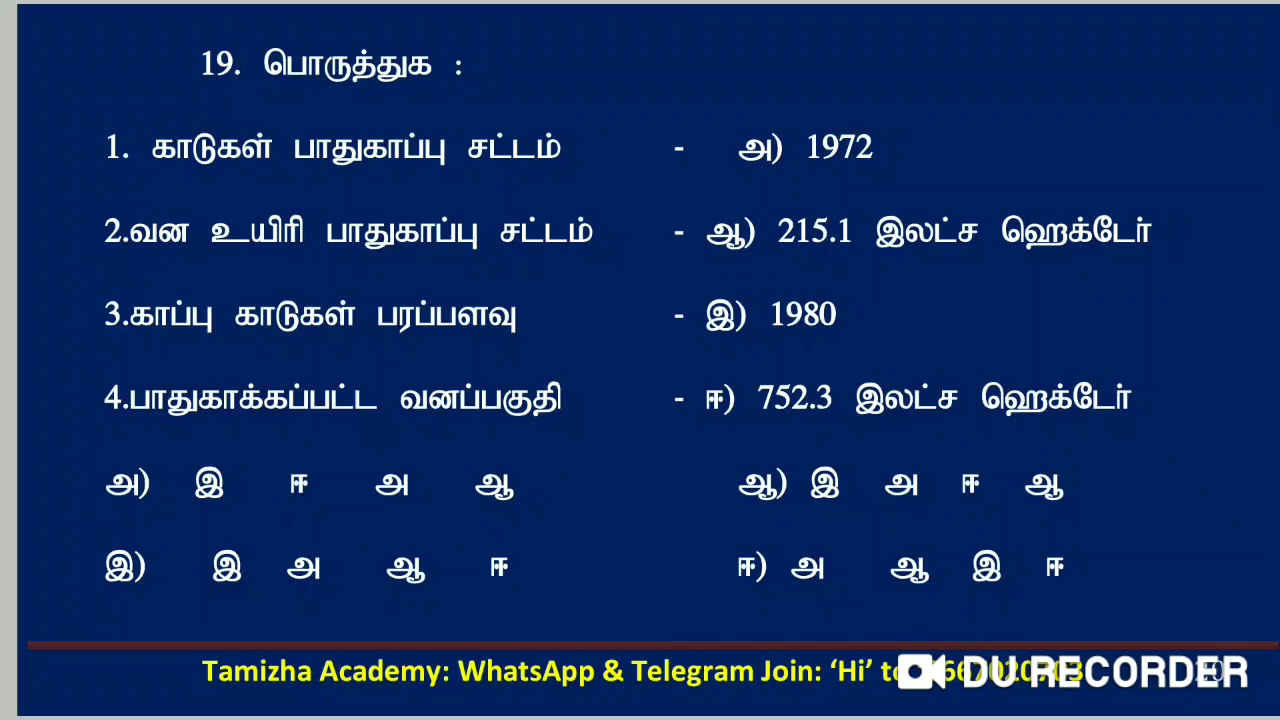 19. பொருத்துக :
1. காடுகள் பாதுகாப்பு சட்டம் - அ) 1972
2.வன உயிரி பாதுகாப்பு சட்டம் - ஆ) 215.1 இலட்ச ஹெக்டேர்
3.காப்பு காடுகள் பரப்பளவு - இ) 1980
4.பாதுகாக்கப்பட்ட வனப்பகுதி - ஈ) 752.3 இலட்ச ஹெக்டேர்
அ) இ ஈ அ ஆ ஆ) இ அ ஈ ஆ
இ) இ அ ஆ ஈ ஈ) அ ஆ இ ஈ
Tamizha Academy: WhatsApp & Telegram Join: ‘Hi’ to DU RECORDER